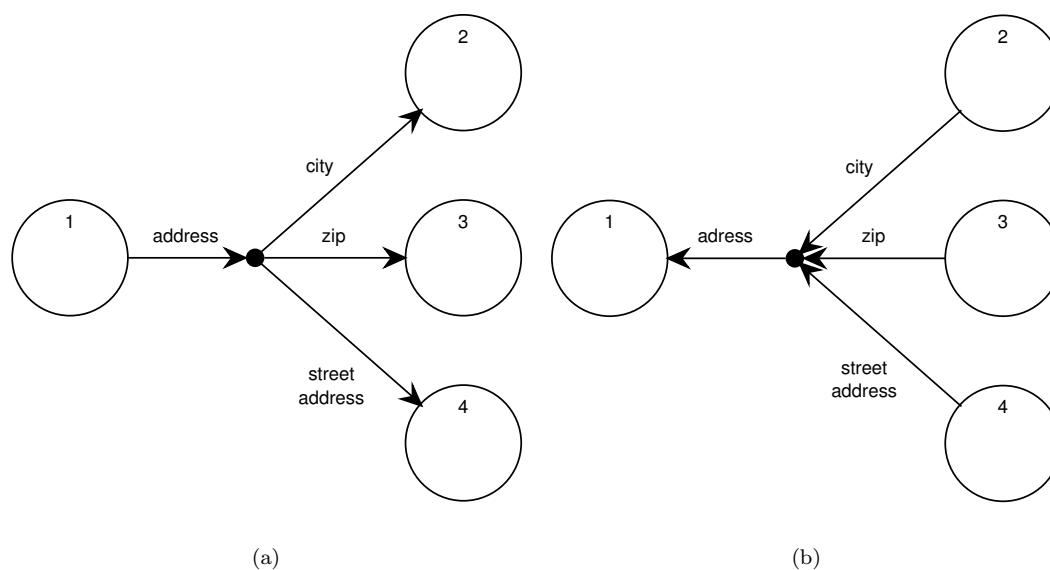 2
city
1
address
zip
3
street
address
4
(a)
2
city
1
adress
zip
3
street
address
4
(b)